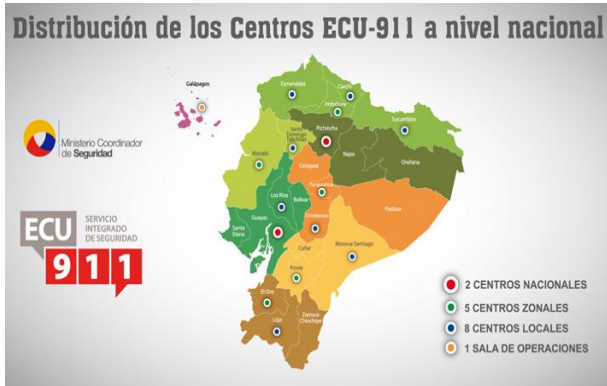 Distribución de los Centros ECU-911 a nivel nacional
Galápagos
Esmeraldas
Carchi
Imbabura
Sucumbíos
Ministerio Coordinador
de Seguridad
Santo
Domingo
Tsáchilas
Pichincha
Manabí
Napo
Orellana
Cotopaxi
Tungurahua
Los Ríos
Bolívar
Pastaza
Guayas
Chimborazo
Santa
Elena
ECU
911
SERVICIO
INTEGRADO
DE SEGURIDAD
Cañar
Morona Santiago
Azuay
El Oro
Loja
Zamora
Chinchipe
2 CENTROS NACIONALES
5 CENTROS ZONALES
8 CENTROS LOCALES
1 SALA DE OPERACIONES